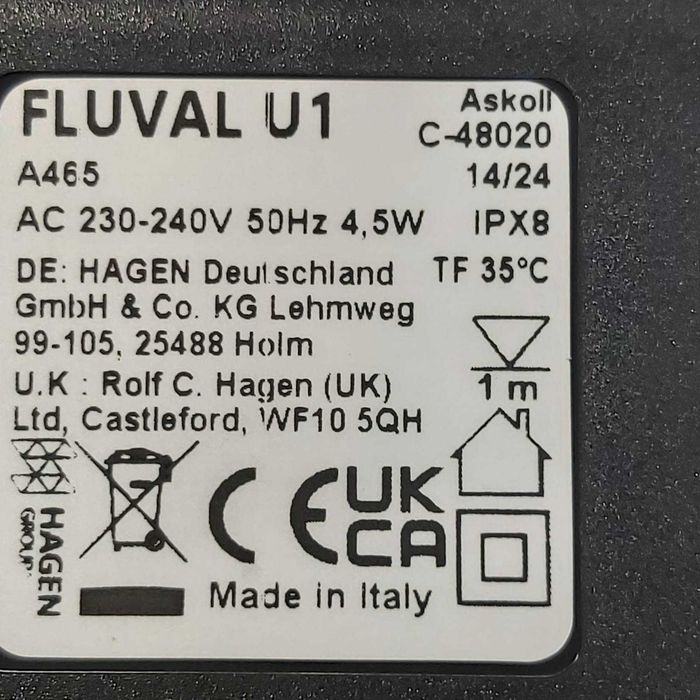 FLUVAL U1
Askoll
C-48020
A465
14/24
AC 230-240V 50Hz 4,5W IPX8
DE: HAGEN Deutschland TF 35°C
GmbH & Co. KG Lehmweg
99-105, 25488 Holm
U.K : Rolf C. Hagen (UK)
1 m
Ltd, Castleford, WF10 5QH
HAGEN
GROUP
CE UK
CA
Made in Italy